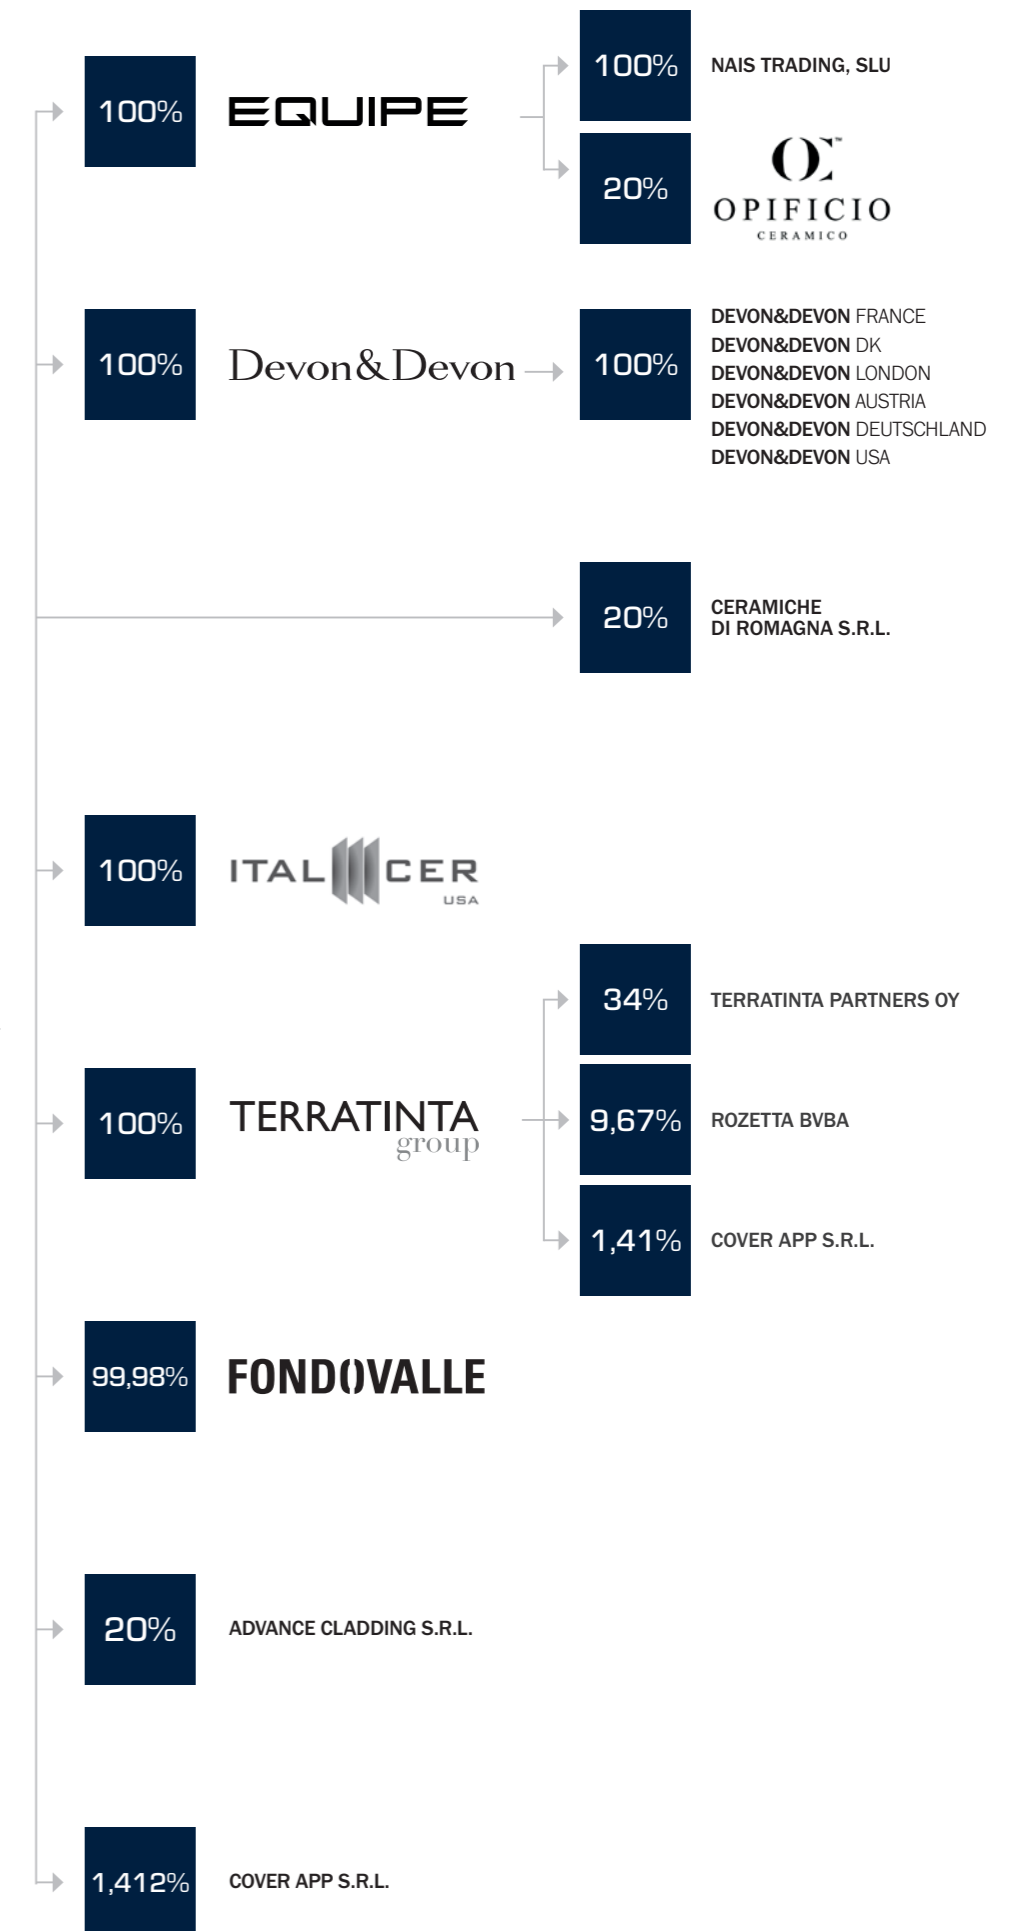 100%
EQUIPE
100%
NAIS TRADING, SLU
20%
OC™
OPIFICIO
CERAMICO
100%
Devon&Devon
100%
DEVON&DEVON FRANCE
DEVON&DEVON DK
DEVON&DEVON LONDON
DEVON&DEVON AUSTRIA
DEVON&DEVON DEUTSCHLAND
DEVON&DEVON USA
20%
CERAMICHE
DI ROMAGNA S.R.L.
100%
ITALCER
USA
100%
TERRATINTA
group
34%
TERRATINTA PARTNERS OY
9,67%
ROZETTA BVBA
1,41%
COVER APP S.R.L.
99,98%
FONDOVALLE
20%
ADVANCE CLADDING S.R.L.
1,412%
COVER APP S.R.L.